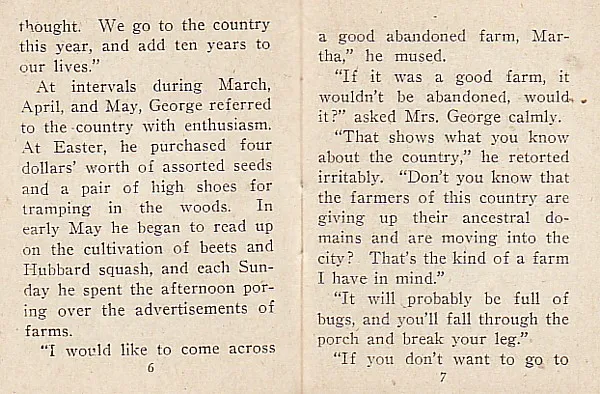 thought. We go to the country
this year, and add ten years to
our lives."
At intervals during March,
April, and May, George referred
to the country with enthusiasm.
At Easter, he purchased four
dollars' worth of assorted seeds
and a pair of high shoes for
tramping in the woods. In
early May he began to read up
on the cultivation of beets and
Hubbard squash, and each Sun-
day he spent the afternoon por-
ing over the advertisements of
farms.
"I would like to come across
6
a good abandoned farm, Mar-
tha," he mused.
"If it was a good farm, it
wouldn't be abandoned, would
it?" asked Mrs. George calmly.
"That shows what you know
about the country," he retorted
irritably. "Don't you know that
the farmers of this country are
giving up their ancestral do-
mains and are moving into the
city? That's the kind of a farm
I have in mind."
"It will probably be full of
bugs, and you'll fall through the
porch and break your leg."
"If you don't want to go to
7